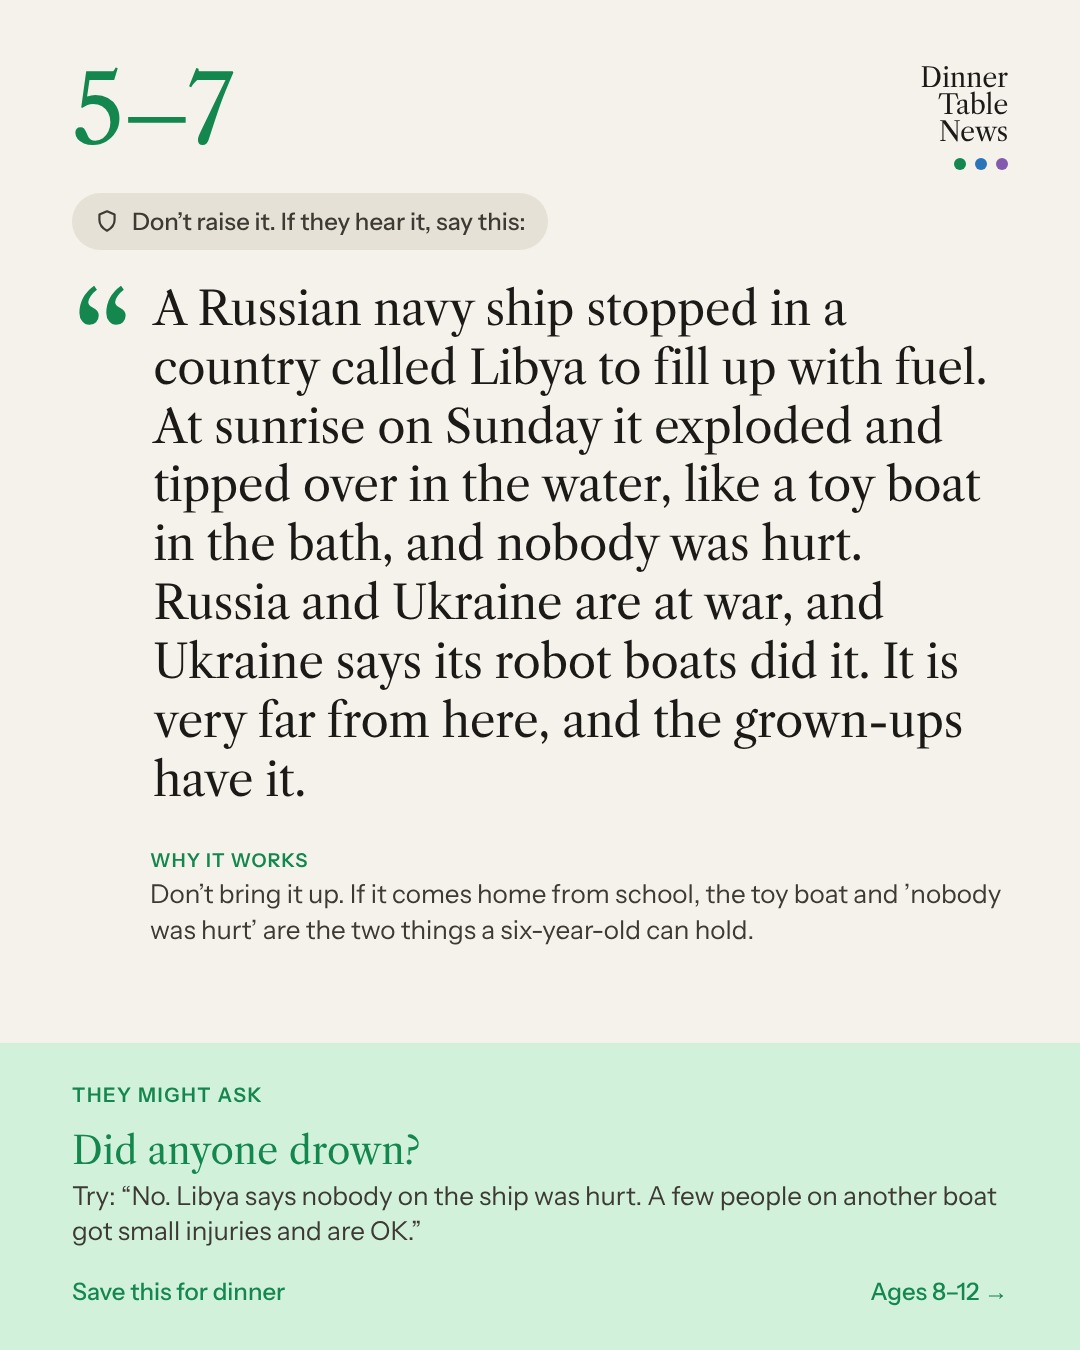 5–7
Dinner
Table
News
Don’t raise it. If they hear it, say this:
“ A Russian navy ship stopped in a
country called Libya to fill up with fuel.
At sunrise on Sunday it exploded and
tipped over in the water, like a toy boat
in the bath, and nobody was hurt.
Russia and Ukraine are at war, and
Ukraine says its robot boats did it. It is
very far from here, and the grown-ups
have it.
WHY IT WORKS
Don’t bring it up. If it comes home from school, the toy boat and ’nobody
was hurt’ are the two things a six-year-old can hold.
THEY MIGHT ASK
Did anyone drown?
Try: “No. Libya says nobody on the ship was hurt. A few people on another boat
got small injuries and are OK.”
Save this for dinner
Ages 8–12 →